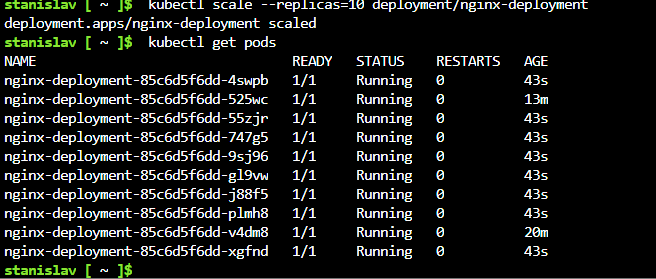 stanislav [ ~ ]$ kubectl scale --replicas=10 deployment/nginx-deployment
deployment.apps/nginx-deployment scaled
stanislav [ ~ ]$ kubectl get pods
NAME READY STATUS RESTARTS AGE
nginx-deployment-85c6d5f6dd-4swpb 1/1 Running 0 43s
nginx-deployment-85c6d5f6dd-525wc 1/1 Running 0 13m
nginx-deployment-85c6d5f6dd-55zjr 1/1 Running 0 43s
nginx-deployment-85c6d5f6dd-747g5 1/1 Running 0 43s
nginx-deployment-85c6d5f6dd-9sj96 1/1 Running 0 43s
nginx-deployment-85c6d5f6dd-gl9vw 1/1 Running 0 43s
nginx-deployment-85c6d5f6dd-j88f5 1/1 Running 0 43s
nginx-deployment-85c6d5f6dd-plmh8 1/1 Running 0 43s
nginx-deployment-85c6d5f6dd-v4dm8 1/1 Running 0 20m
nginx-deployment-85c6d5f6dd-xgfnd 1/1 Running 0 43s
stanislav [ ~ ]$